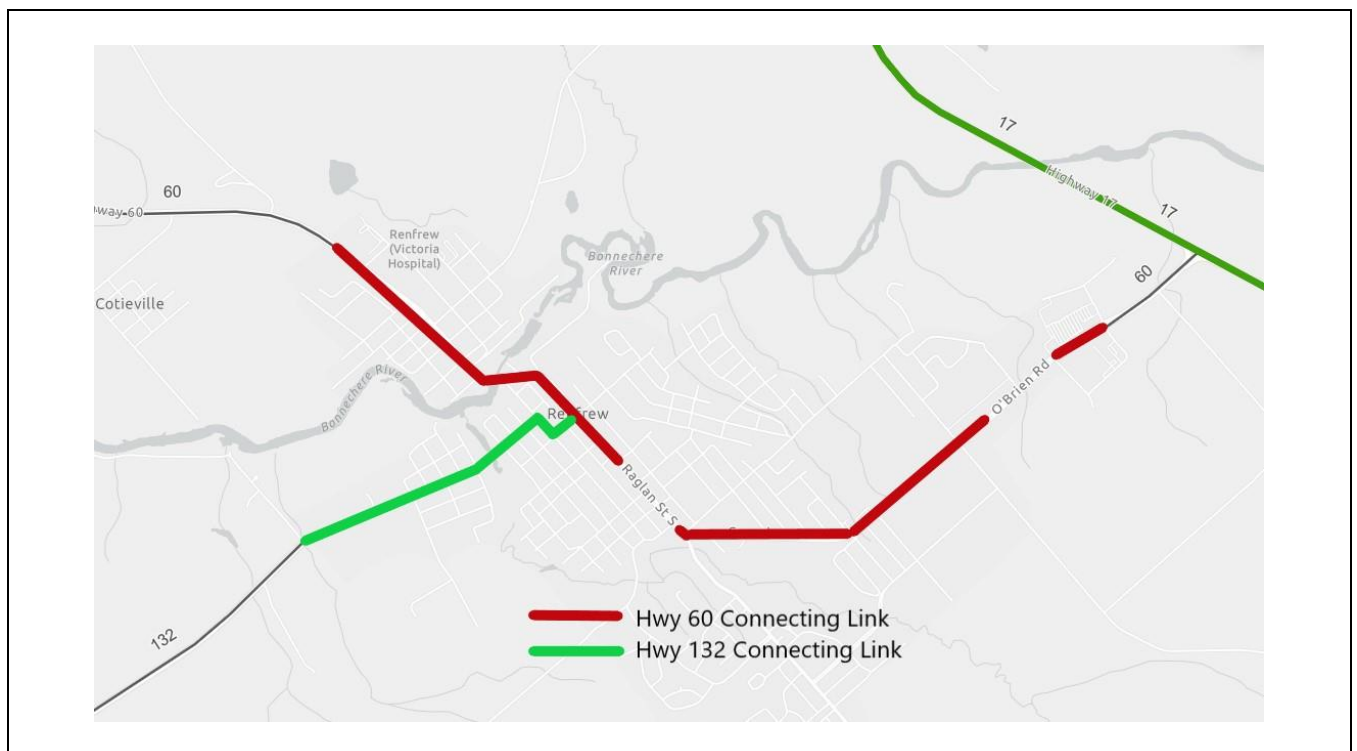 17
Highway 17
17
60
60
way 60
Renfrew
(Victoria
Hospital)
Bonnechere
River
Cotieville
O'Brien Rd
Bonnechere River
Renfrew
Raglan St S
132
Hwy 60 Connecting Link
Hwy 132 Connecting Link